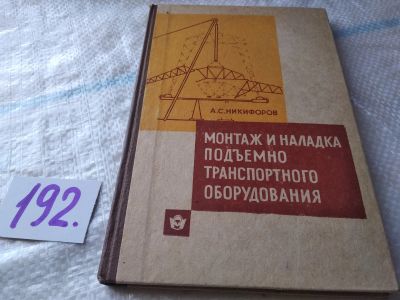 А.С.НИКИФОРОВ
МОНТАЖ И НАЛАДКА
ПОДЪЕМНО
ТРАНСПОРТНОГО
ОБОРУДОВАНИЯ
192.